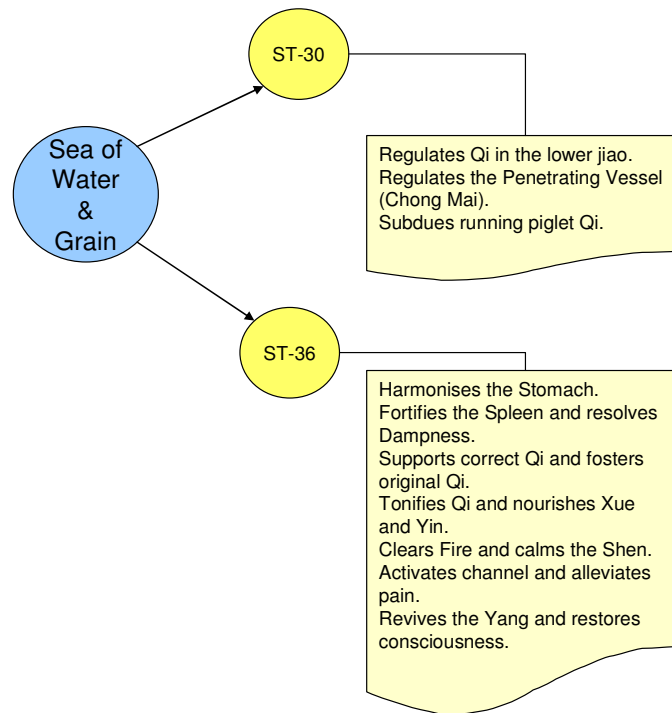 ST-30
Sea of
Water
&
Grain
Regulates Qi in the lower jiao.
Regulates the Penetrating Vessel
(Chong Mai).
Subdues running piglet Qi.
ST-36
Harmonises the Stomach.
Fortifies the Spleen and resolves
Dampness.
Supports correct Qi and fosters
original Qi.
Tonifies Qi and nourishes Xue
and Yin.
Clears Fire and calms the Shen.
Activates channel and alleviates
pain.
Revives the Yang and restores
consciousness.